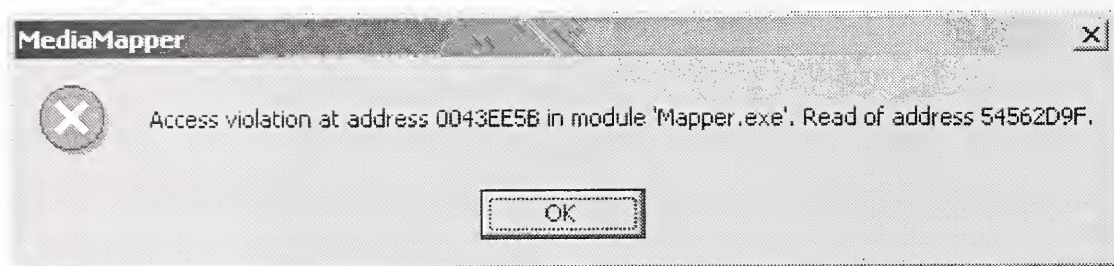 MediaMapper
Access violation at address 0043EE5B in module 'Mapper.exe'. Read of address 54562D9F.
OK